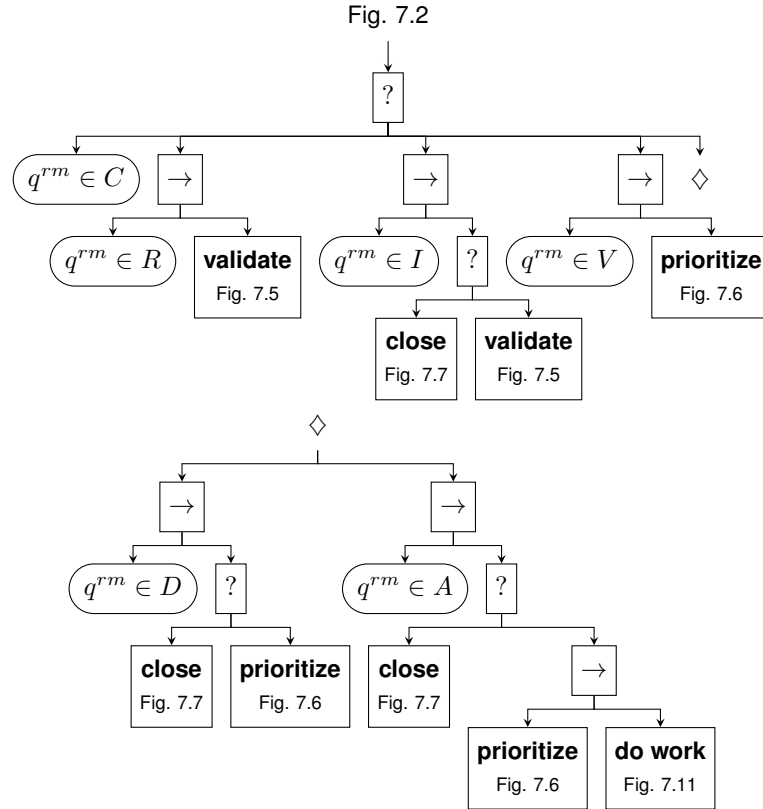 Fig. 7.2
?
q^{rm} ∈ C
→
→
→
◇
q^{rm} ∈ R
validate
Fig. 7.5
q^{rm} ∈ I
?
q^{rm} ∈ V
prioritize
Fig. 7.6
close
Fig. 7.7
validate
Fig. 7.5
◇
→
→
q^{rm} ∈ D
?
q^{rm} ∈ A
?
close
Fig. 7.7
prioritize
Fig. 7.6
close
Fig. 7.7
→
prioritize
Fig. 7.6
do work
Fig. 7.11